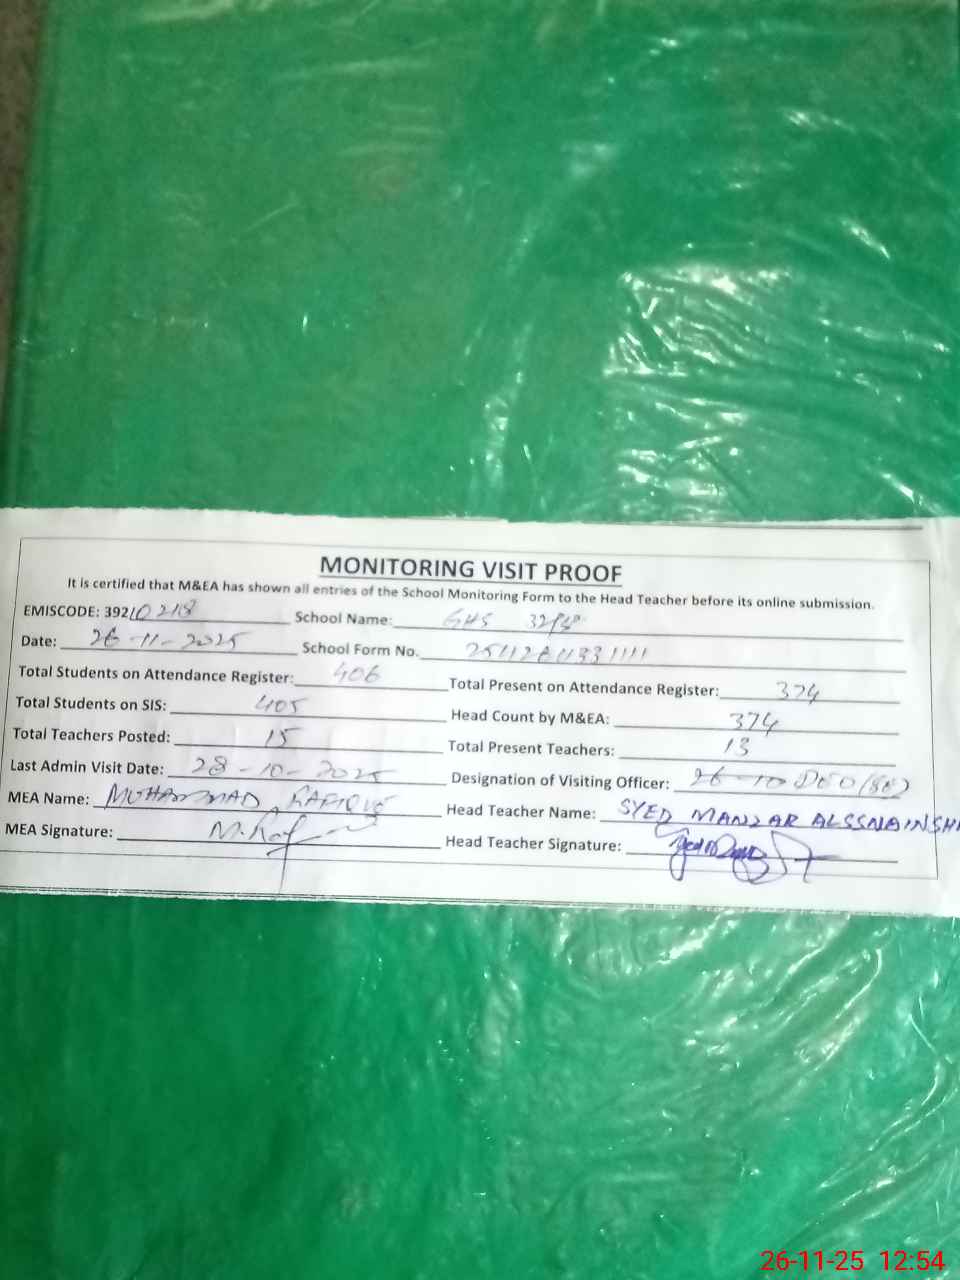 MONITORING VISIT PROOF
It is certified that M&EA has shown all entries of the School Monitoring Form to the Head Teacher before its online submission.
EMISCODE: 39210218 School Name: GHS
Date: 26-11-2025 School Form No.
Total Students on Attendance Register: 406 Total Present on Attendance Register: 374
Total Students on SIS: 405 Head Count by M&EA: 374
Total Teachers Posted: 15 Total Present Teachers: 13
Last Admin Visit Date: 28-10-2025 Designation of Visiting Officer: DEO
MEA Name: MUHAMMAD RAFIQUE Head Teacher Name: SYED MANZAR
MEA Signature: Head Teacher Signature:
26-11-25 12:54